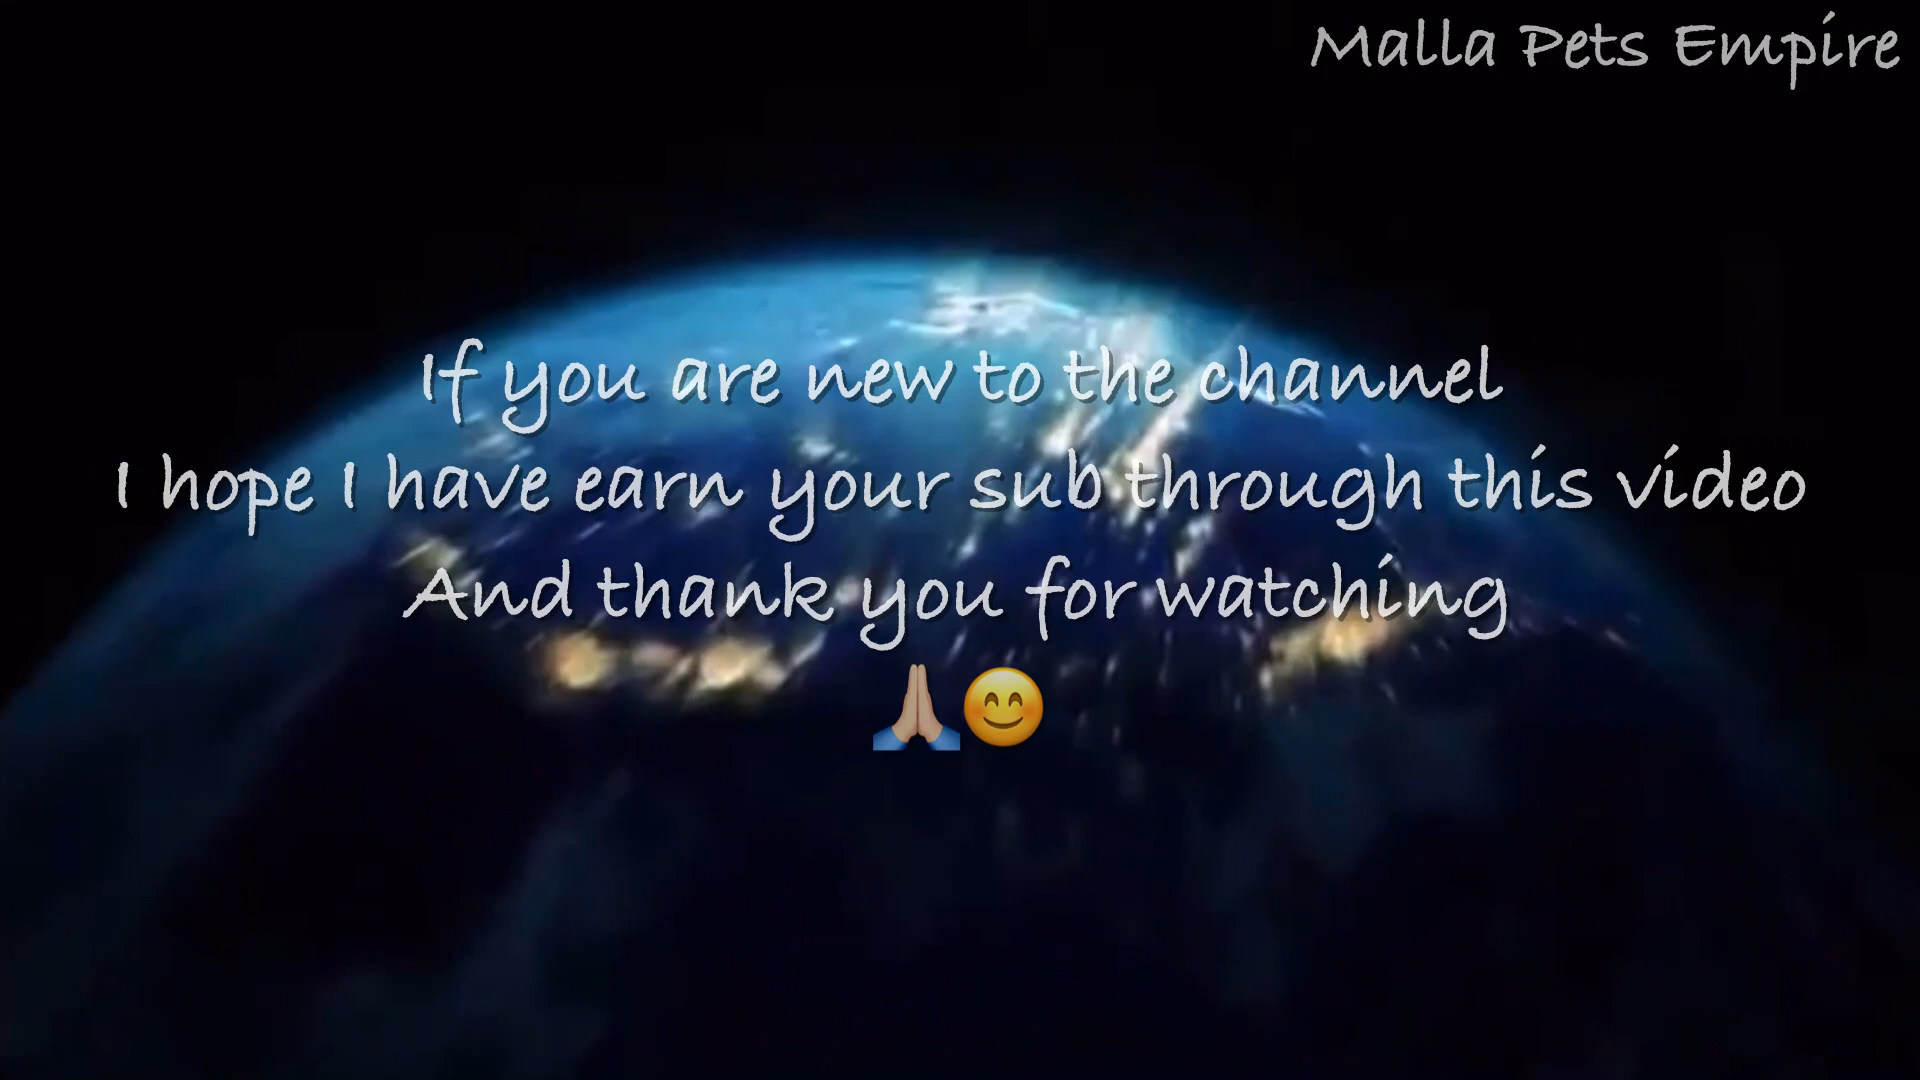 Malla Pets Empire
If you are new to the channel
I hope I have earn your sub through this video
And thank you for watching
🙏🏼😊